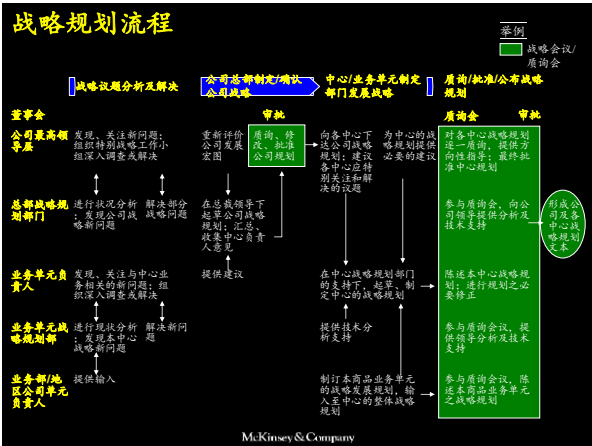 战略规划流程
举例
战略会议/
质询会
战略议题分析及解决
公司总部制定/确认
公司战略
中心/业务单元制定
部门发展战略
质询/批准/公布战略
规划
董事会
审批
质询会
审批
公司最高领
导层
发现、关注新问题;
组织特别战略工作小
组深入调查或解决
重新评价
公司发展
宏图
质询、修
改、批准
公司规划
向各中心下
达公司战略
规划; 建议
各中心应特
别关注和解
决的议题
为中心的战
略规划提供
必要的建议
对各中心战略规划
逐一质询, 提供方
向性指导; 最终批
准中心规划
总部战略规
划部门
进行状况分析
: 发现公司战
略新问题
解决部分
战略问题
在总裁领导下
起草公司战略
规划; 汇总、
收集中心负责
人意见
参与质询会, 向公
司领导提供分析及
技术支持
形成公
司及各
中心战
略规划
文本
业务单元负
责人
发现、关注与中心业
务相关的新问题; 组
织深入调查或解决
提供建议
在中心战略规划部门
的支持下, 起草、制
定中心的战略规划
陈述本中心战略规
划; 进行规划之必
要修正
业务单元战
略规划部
进行现状分析
: 发现本中心
战略新问题
解决新问
题
提供技术分
析支持
参与质询会议, 提
供领导分析及技术
支持
业务部/地
区公司单元
负责人
提供输入
制订本商品业务单元
的战略发展规划, 输
入至中心的整体战略
规划
参与质询会议, 陈
述本商品业务单元
之战略规划
McKinsey & Company